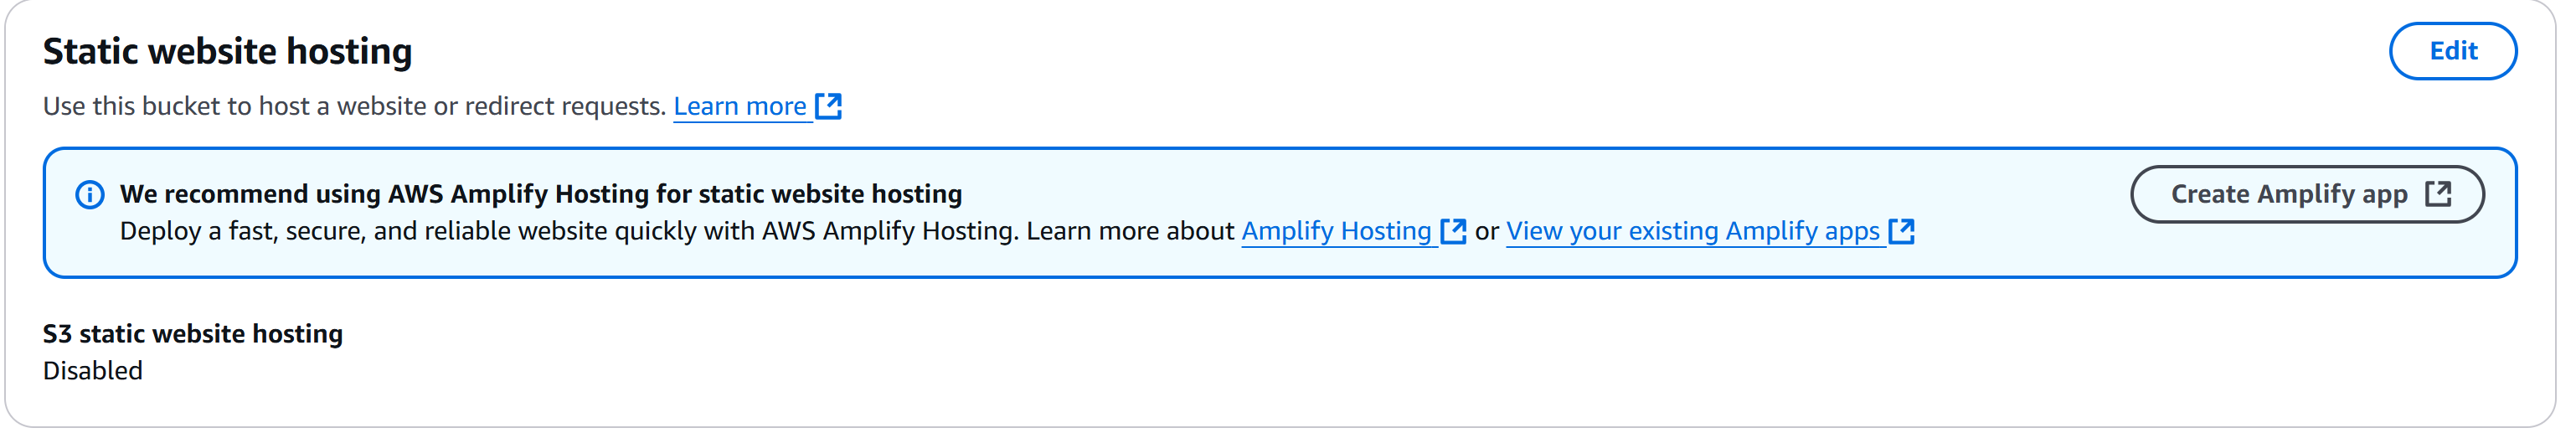 Static website hosting
Edit
Use this bucket to host a website or redirect requests. Learn more
We recommend using AWS Amplify Hosting for static website hosting
Create Amplify app
Deploy a fast, secure, and reliable website quickly with AWS Amplify Hosting. Learn more about Amplify Hosting or View your existing Amplify apps
S3 static website hosting
Disabled